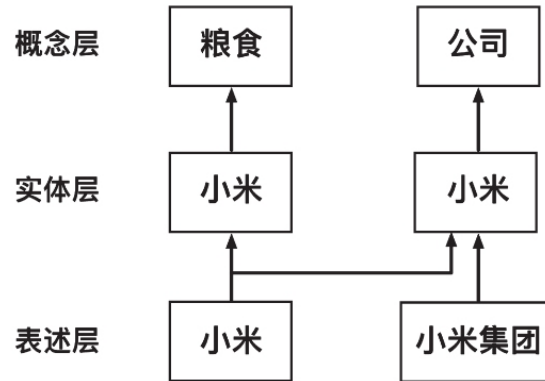 概念层 粮食 公司
实体层 小米 小米
表述层 小米 小米集团